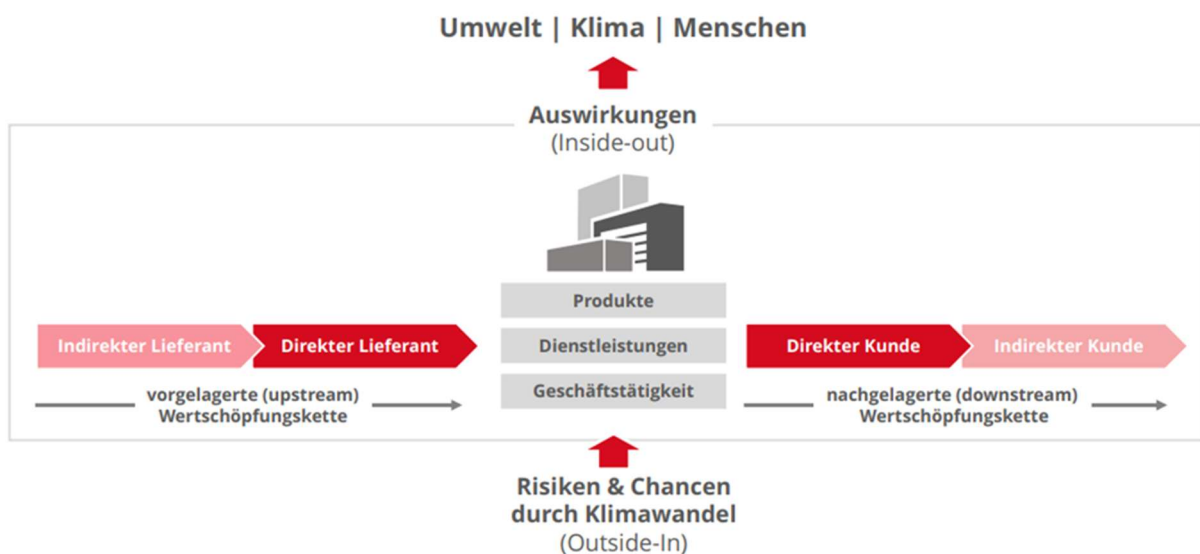 Umwelt | Klima | Menschen
Auswirkungen
(Inside-out)
Produkte
Indirekter Lieferant
Direkter Lieferant
Dienstleistungen
Direkter Kunde
Indirekter Kunde
Geschäftstätigkeit
vorgelagerte (upstream)
Wertschöpfungskette
nachgelagerte (downstream)
Wertschöpfungskette
Risiken & Chancen
durch Klimawandel
(Outside-In)